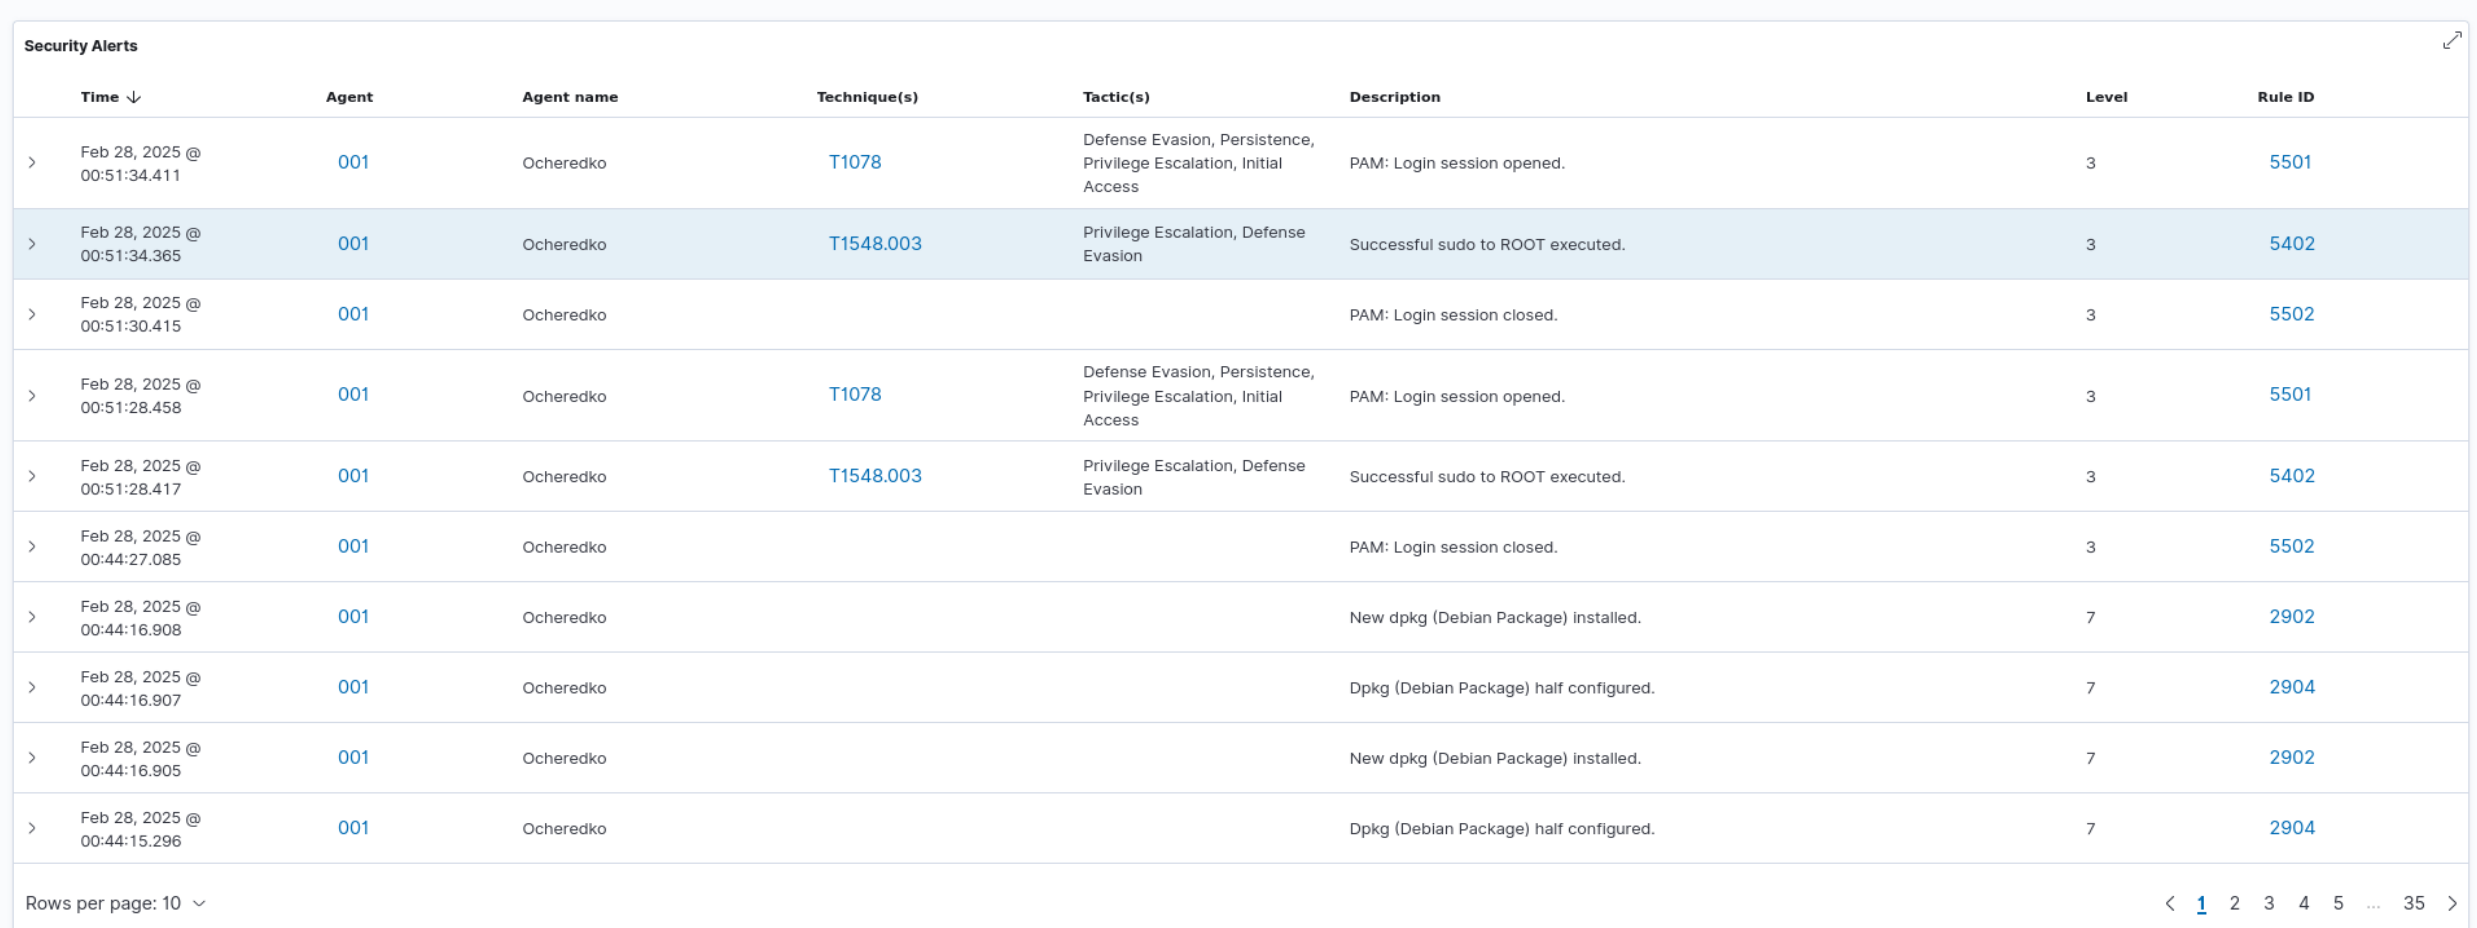 Security Alerts
Time Agent Agent name Technique(s) Tactic(s) Description Level Rule ID
Feb 28, 2025 @
00:51:34.411
001 Ocheredko T1078
Defense Evasion, Persistence,
Privilege Escalation, Initial
Access
PAM: Login session opened. 3 5501
Feb 28, 2025 @
00:51:34.365
001 Ocheredko T1548.003
Privilege Escalation, Defense
Evasion
Successful sudo to ROOT executed. 3 5402
Feb 28, 2025 @
00:51:30.415
001 Ocheredko PAM: Login session closed. 3 5502
Feb 28, 2025 @
00:51:28.458
001 Ocheredko T1078
Defense Evasion, Persistence,
Privilege Escalation, Initial
Access
PAM: Login session opened. 3 5501
Feb 28, 2025 @
00:51:28.417
001 Ocheredko T1548.003
Privilege Escalation, Defense
Evasion
Successful sudo to ROOT executed. 3 5402
Feb 28, 2025 @
00:44:27.085
001 Ocheredko PAM: Login session closed. 3 5502
Feb 28, 2025 @
00:44:16.908
001 Ocheredko New dpkg (Debian Package) installed. 7 2902
Feb 28, 2025 @
00:44:16.907
001 Ocheredko Dpkg (Debian Package) half configured. 7 2904
Feb 28, 2025 @
00:44:16.905
001 Ocheredko New dpkg (Debian Package) installed. 7 2902
Feb 28, 2025 @
00:44:15.296
001 Ocheredko Dpkg (Debian Package) half configured. 7 2904
Rows per page: 10 1 2 3 4 5 ... 35